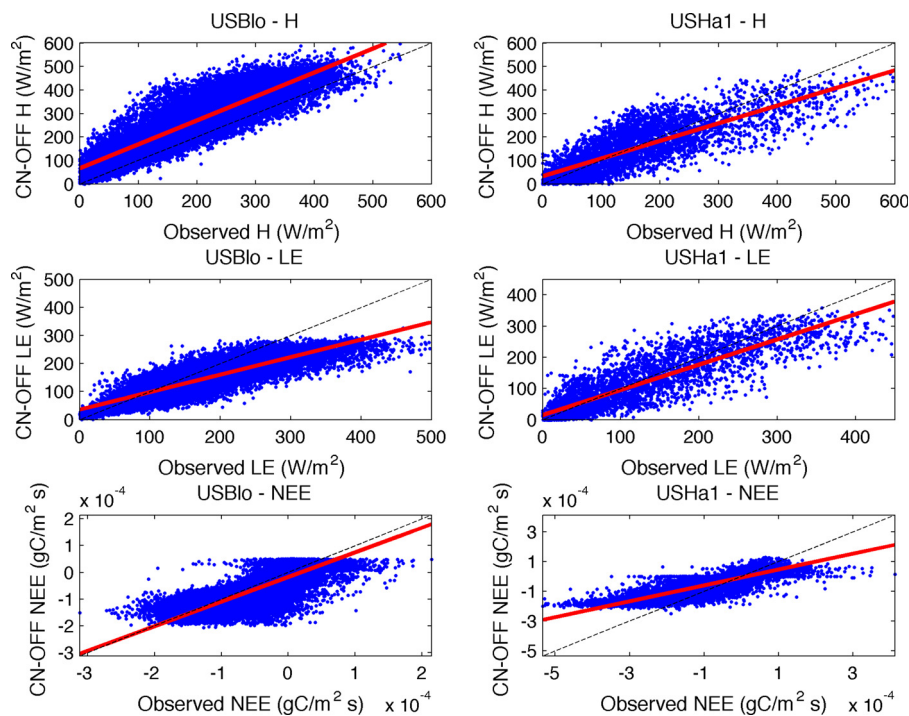 USBlo - H
CN-OFF H (W/m²)
600
500
400
300
200
100
0
0 100 200 300 400 500 600
Observed H (W/m²)
USHa1 - H
CN-OFF H (W/m²)
600
500
400
300
200
100
0
0 100 200 300 400 500 600
Observed H (W/m²)
USBlo - LE
CN-OFF LE (W/m²)
500
400
300
200
100
0
0 100 200 300 400 500
Observed LE (W/m²)
USHa1 - LE
CN-OFF LE (W/m²)
400
300
200
100
0
0 100 200 300 400
Observed LE (W/m²)
USBlo - NEE
x 10⁻⁴
CN-OFF NEE (gC/m² s)
2
1
0
-1
-2
-3
-3 -2 -1 0 1 2
Observed NEE (gC/m² s)
x 10⁻⁴
USHa1 - NEE
x 10⁻⁴
CN-OFF NEE (gC/m² s)
3
1
-1
-3
-5
-5 -3 -1 1 3
Observed NEE (gC/m² s)
x 10⁻⁴